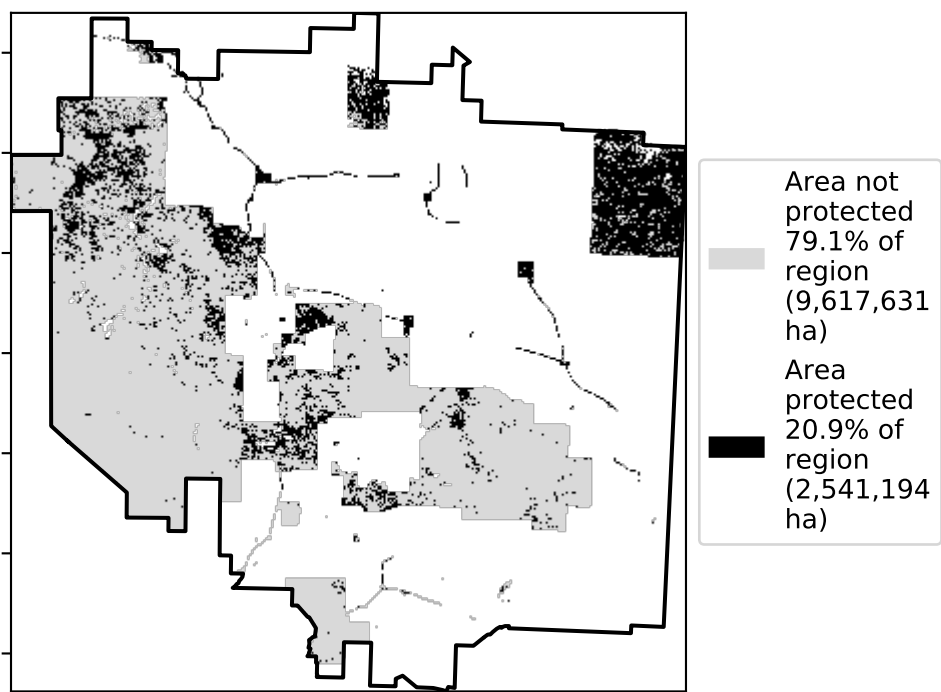 Area not
protected
79.1% of
region
(9,617,631
ha)
Area
protected
20.9% of
region
(2,541,194
ha)